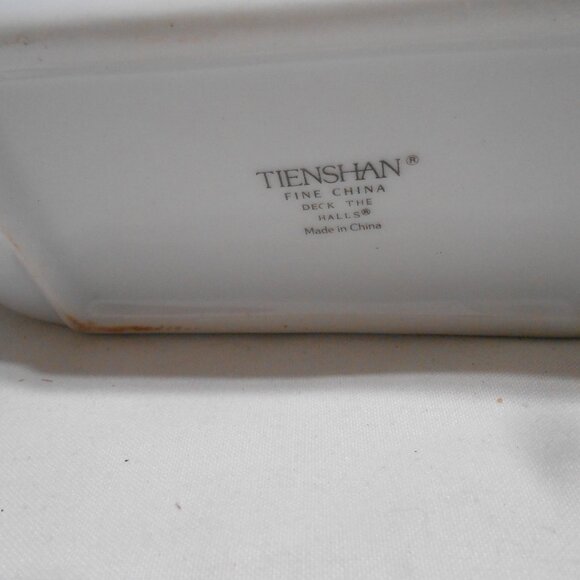 TIENSHAN®
FINE CHINA
DECK THE
HALLS®
Made in China